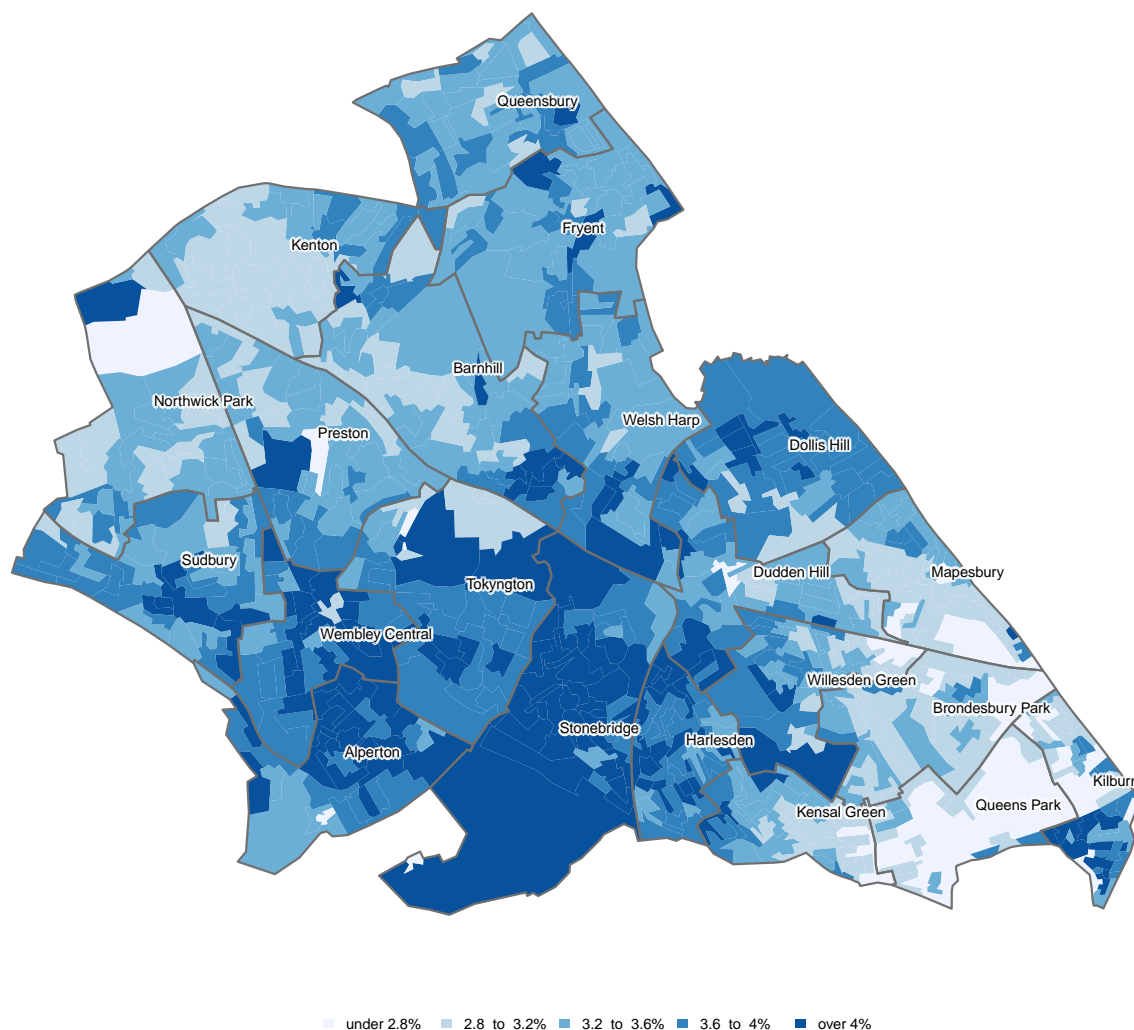 Queensbury
Fryent
Kenton
Barnhill
Northwick Park
Welsh Harp
Preston
Dollis Hill
Sudbury
Dudden Hill
Mapesbury
Tokyngton
Wembley Central
Willesden Green
Brondesbury Park
Stonebridge
Harlesden
Alperton
Kilburn
Queens Park
Kensal Green
under 2.8% 2.8 to 3.2% 3.2 to 3.6% 3.6 to 4% over 4%